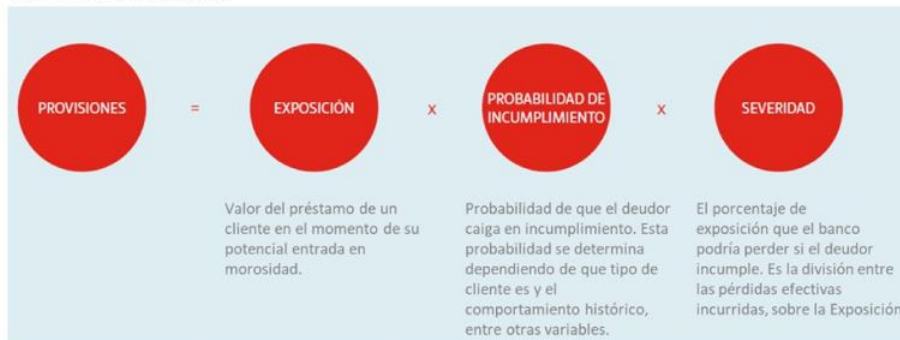 PROVISIONES
=
EXPOSICIÓN
x
PROBABILIDAD DE
INCUMPLIMIENTO
x
SEVERIDAD
Valor del préstamo de un
cliente en el momento de su
potencial entrada en
morosidad.
Probabilidad de que el deudor
caiga en incumplimiento. Esta
probabilidad se determina
dependiendo de que tipo de
cliente es y el
comportamiento histórico,
entre otras variables.
El porcentaje de
exposición que el banco
podría perder si el deudor
incumple. Es la división entre
las pérdidas efectivas
incurridas, sobre la Exposición